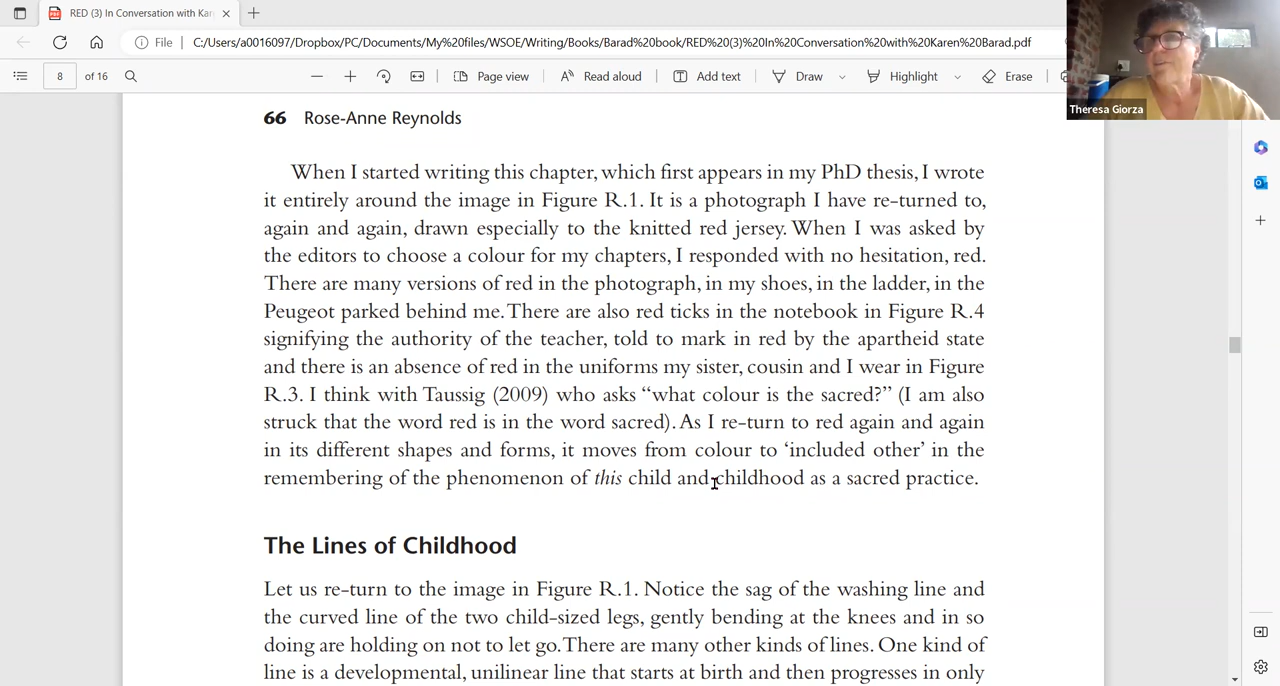 RED (3) In Conversation with Kar
File
C:/Users/a0016097/Dropbox/PC/Documents/My%20files/WSOE/Writing/Books/Barad%20book/RED%20(3)%20In%20Conversation%20with%20Karen%20Barad.pdf
8 of 16
Page view
Read aloud
Add text
Draw
Highlight
Erase
Theresa Giorza
66 Rose-Anne Reynolds
When I started writing this chapter, which first appears in my PhD thesis, I wrote
it entirely around the image in Figure R.1. It is a photograph I have re-turned to,
again and again, drawn especially to the knitted red jersey. When I was asked by
the editors to choose a colour for my chapters, I responded with no hesitation, red.
There are many versions of red in the photograph, in my shoes, in the ladder, in the
Peugeot parked behind me. There are also red ticks in the notebook in Figure R.4
signifying the authority of the teacher, told to mark in red by the apartheid state
and there is an absence of red in the uniforms my sister, cousin and I wear in Figure
R.3. I think with Taussig (2009) who asks “what colour is the sacred?” (I am also
struck that the word red is in the word sacred). As I re-turn to red again and again
in its different shapes and forms, it moves from colour to ‘included other’ in the
remembering of the phenomenon of this child and childhood as a sacred practice.
The Lines of Childhood
Let us re-turn to the image in Figure R.1. Notice the sag of the washing line and
the curved line of the two child-sized legs, gently bending at the knees and in so
doing are holding on not to let go. There are many other kinds of lines. One kind of
line is a developmental, unilinear line that starts at birth and then progresses in only